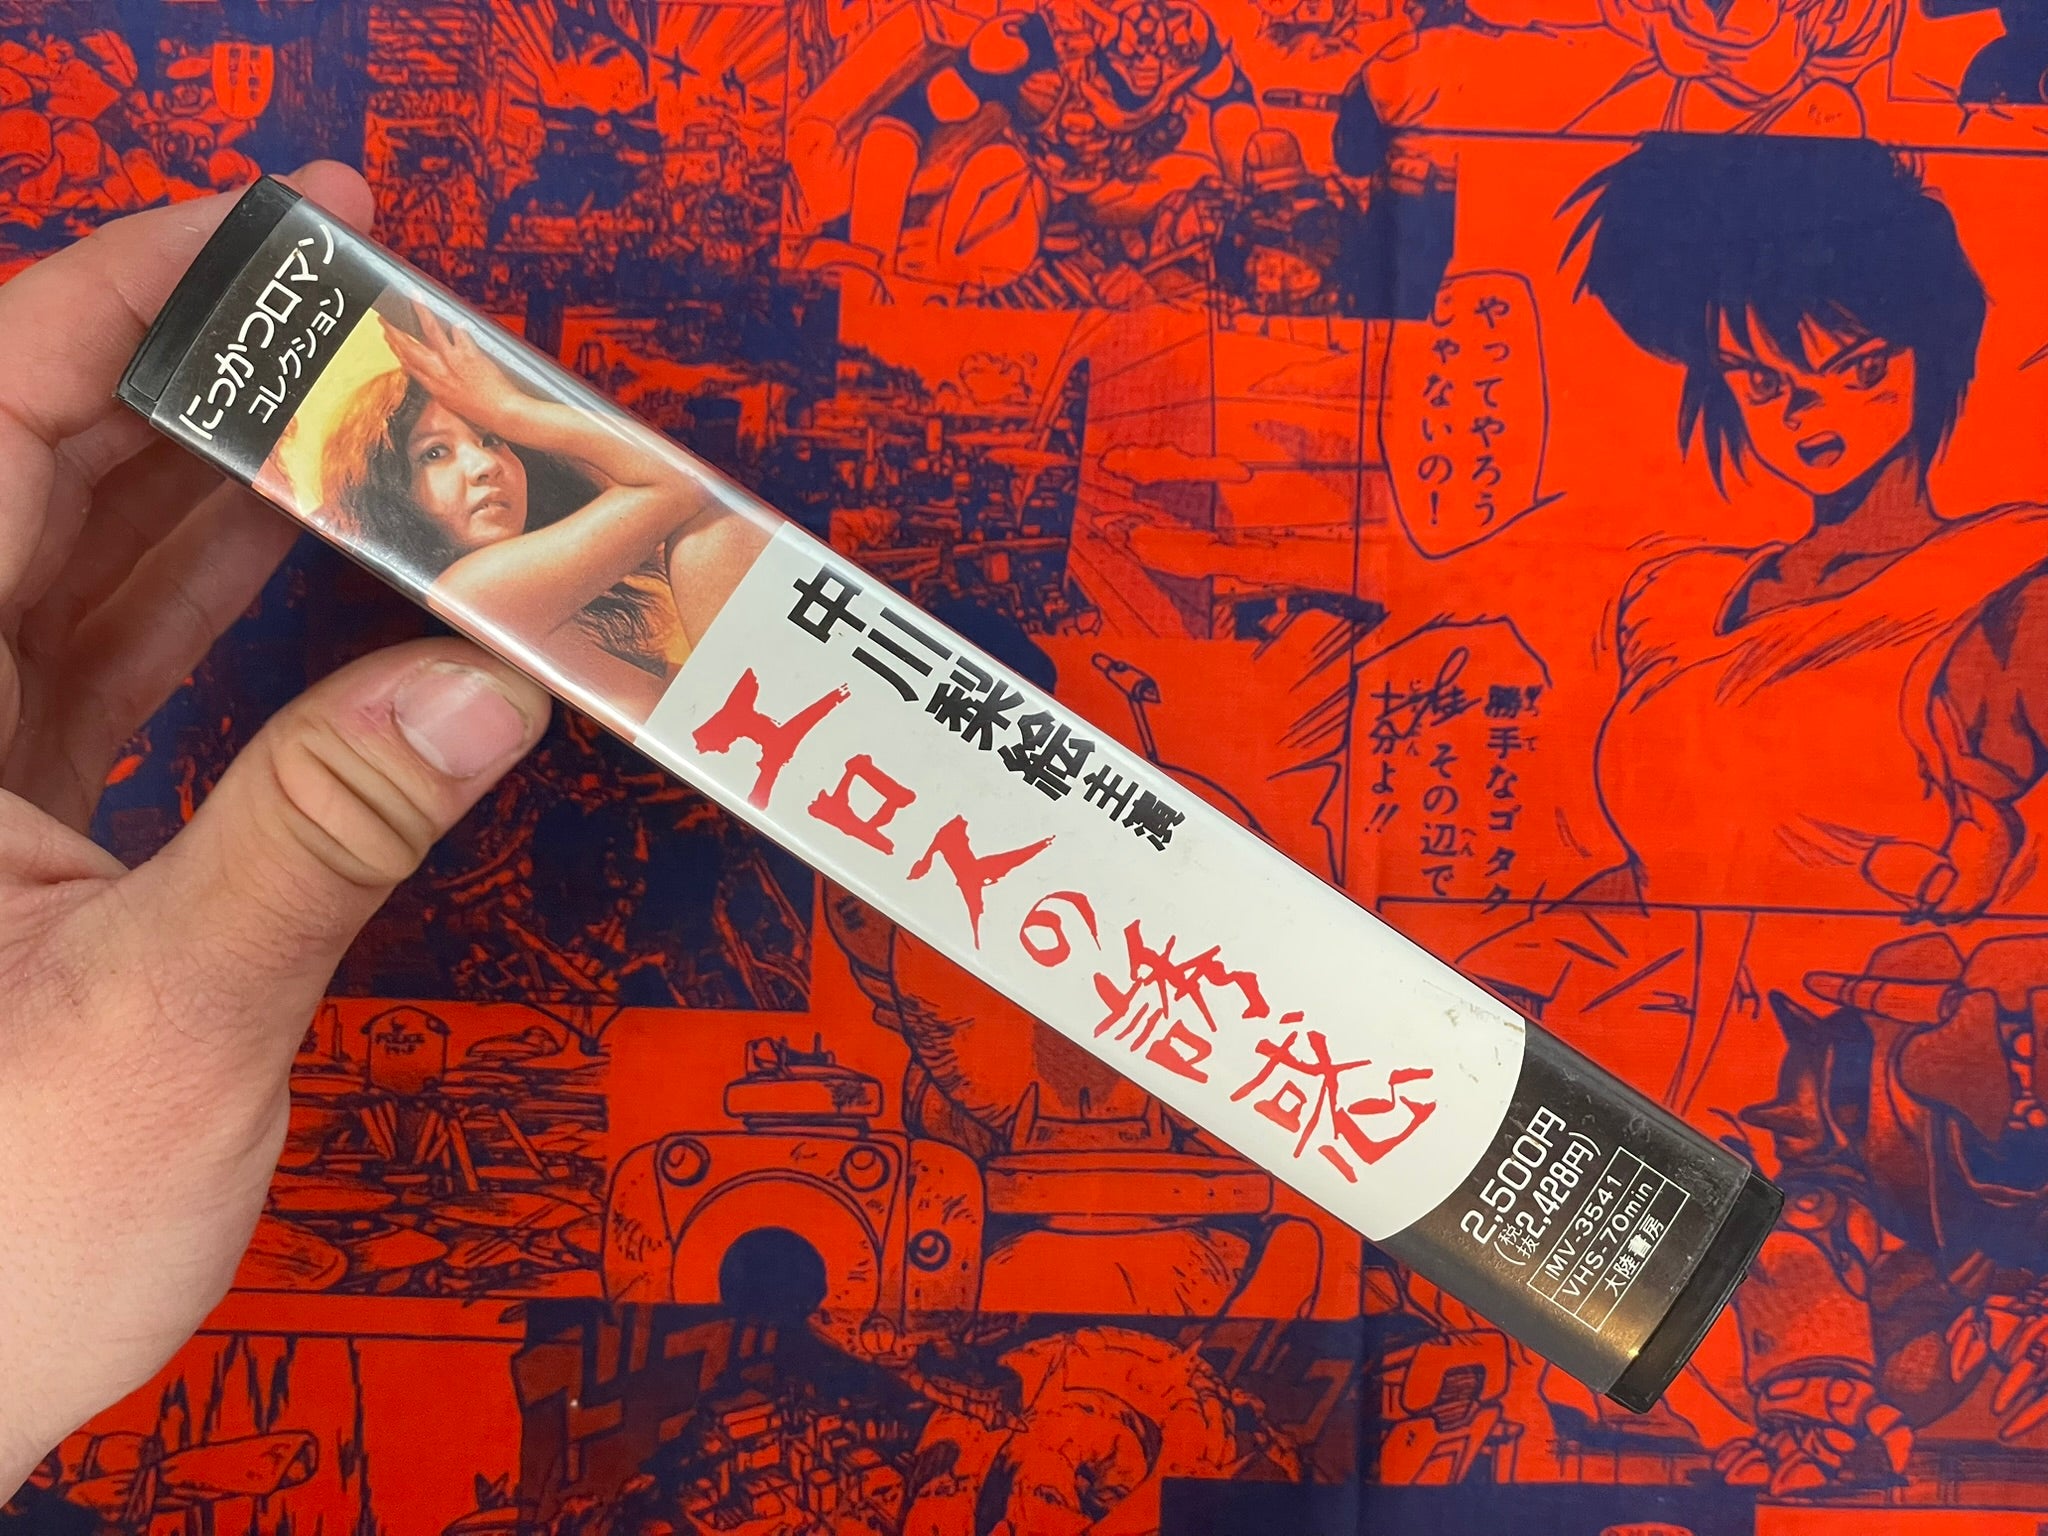 にっかつロマン
コレクション
中川梨絵主演
エロスの誘惑
2,500円
(税抜2,428円)
MV-3541
VHS-70min
大陸書房
やってやろう
じゃないの!
勝手なゴタク
その辺で
十分よ!!
POLICE